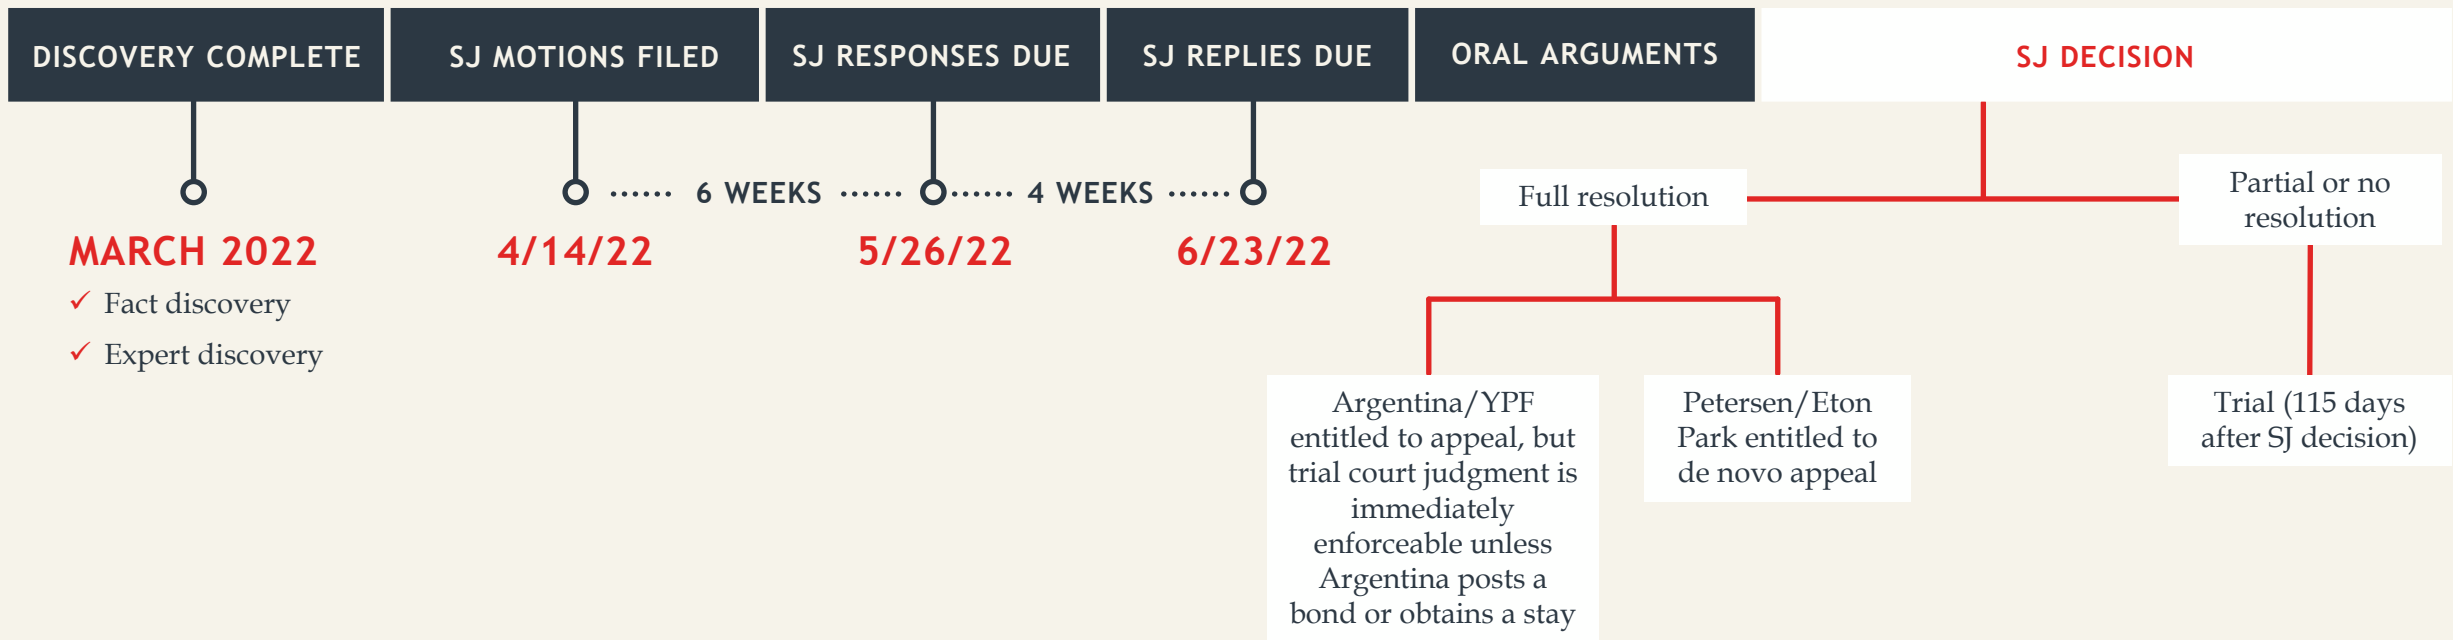 DISCOVERY COMPLETE
SJ MOTIONS FILED
SJ RESPONSES DUE
SJ REPLIES DUE
ORAL ARGUMENTS
SJ DECISION
6 WEEKS
4 WEEKS
MARCH 2022
✓ Fact discovery
✓ Expert discovery
4/14/22
5/26/22
6/23/22
Full resolution
Partial or no
resolution
Argentina/YPF
entitled to appeal, but
trial court judgment is
immediately
enforceable unless
Argentina posts a
bond or obtains a stay
Petersen/Eton
Park entitled to
de novo appeal
Trial (115 days
after SJ decision)